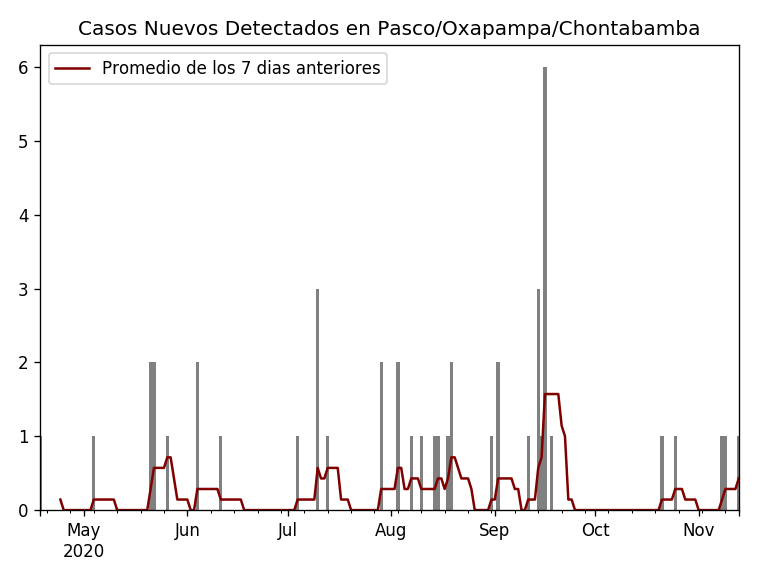 Casos Nuevos Detectados en Pasco/Oxapampa/Chontabamba
Promedio de los 7 dias anteriores
6
5
4
3
2
1
0
May Jun Jul Aug Sep Oct Nov
2020